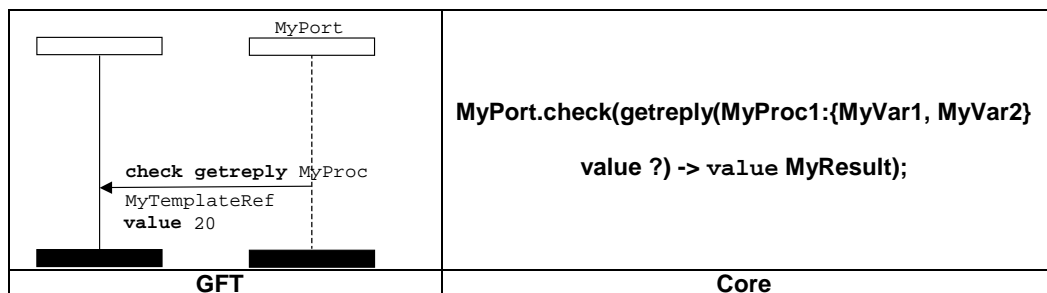 MyPort
check getreply MyProc
MyTemplateRef
value 20
MyPort.check(getreply(MyProc1:{MyVar1, MyVar2}
value ?) -> value MyResult);
GFT
Core